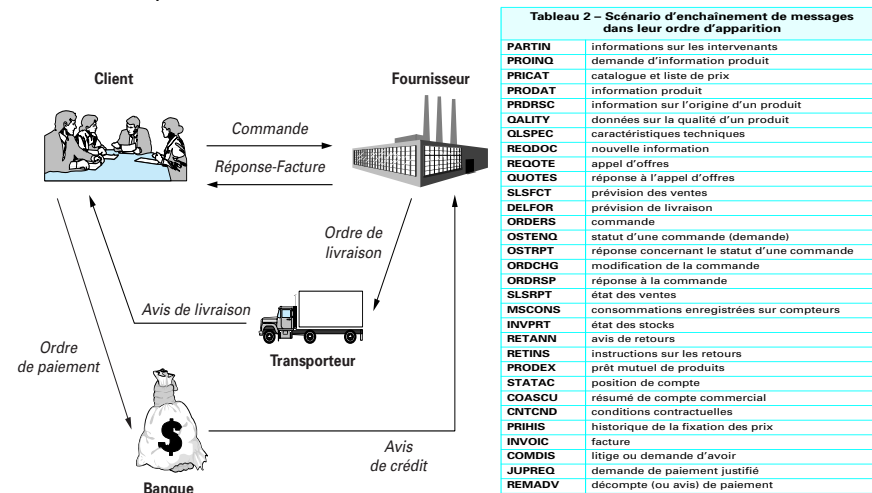 Client
Fournisseur
Commande
Réponse-Facture
Ordre de
livraison
Avis de livraison
Transporteur
Ordre
de paiement
$
Avis
de crédit
Banque
Tableau 2 – Scénario d'enchaînement de messages
dans leur ordre d'apparition
PARTIN informations sur les intervenants
PROINQ demande d'information produit
PRICAT catalogue et liste de prix
PRODAT information produit
PRDRSC information sur l'origine d'un produit
QALITY données sur la qualité d'un produit
QLSPEC caractéristiques techniques
REQDOC nouvelle information
REQOTE appel d'offres
QUOTES réponse à l'appel d'offres
SLSFCT prévision des ventes
DELFOR prévision de livraison
ORDERS commande
OSTENQ statut d'une commande (demande)
OSTRPT réponse concernant le statut d'une commande
ORDCHG modification de la commande
ORDRSP réponse à la commande
SLSRPT état des ventes
MSCONS consommations enregistrées sur compteurs
INVPRT état des stocks
RETANN avis de retours
RETINS instructions sur les retours
PRODEX prêt mutuel de produits
STATAC position de compte
COASCU résumé de compte commercial
CNTCND conditions contractuelles
PRIHIS historique de la fixation des prix
INVOIC facture
COMDIS litige ou demande d'avoir
JUPREQ demande de paiement justifié
REMADV décompte (ou avis) de paiement